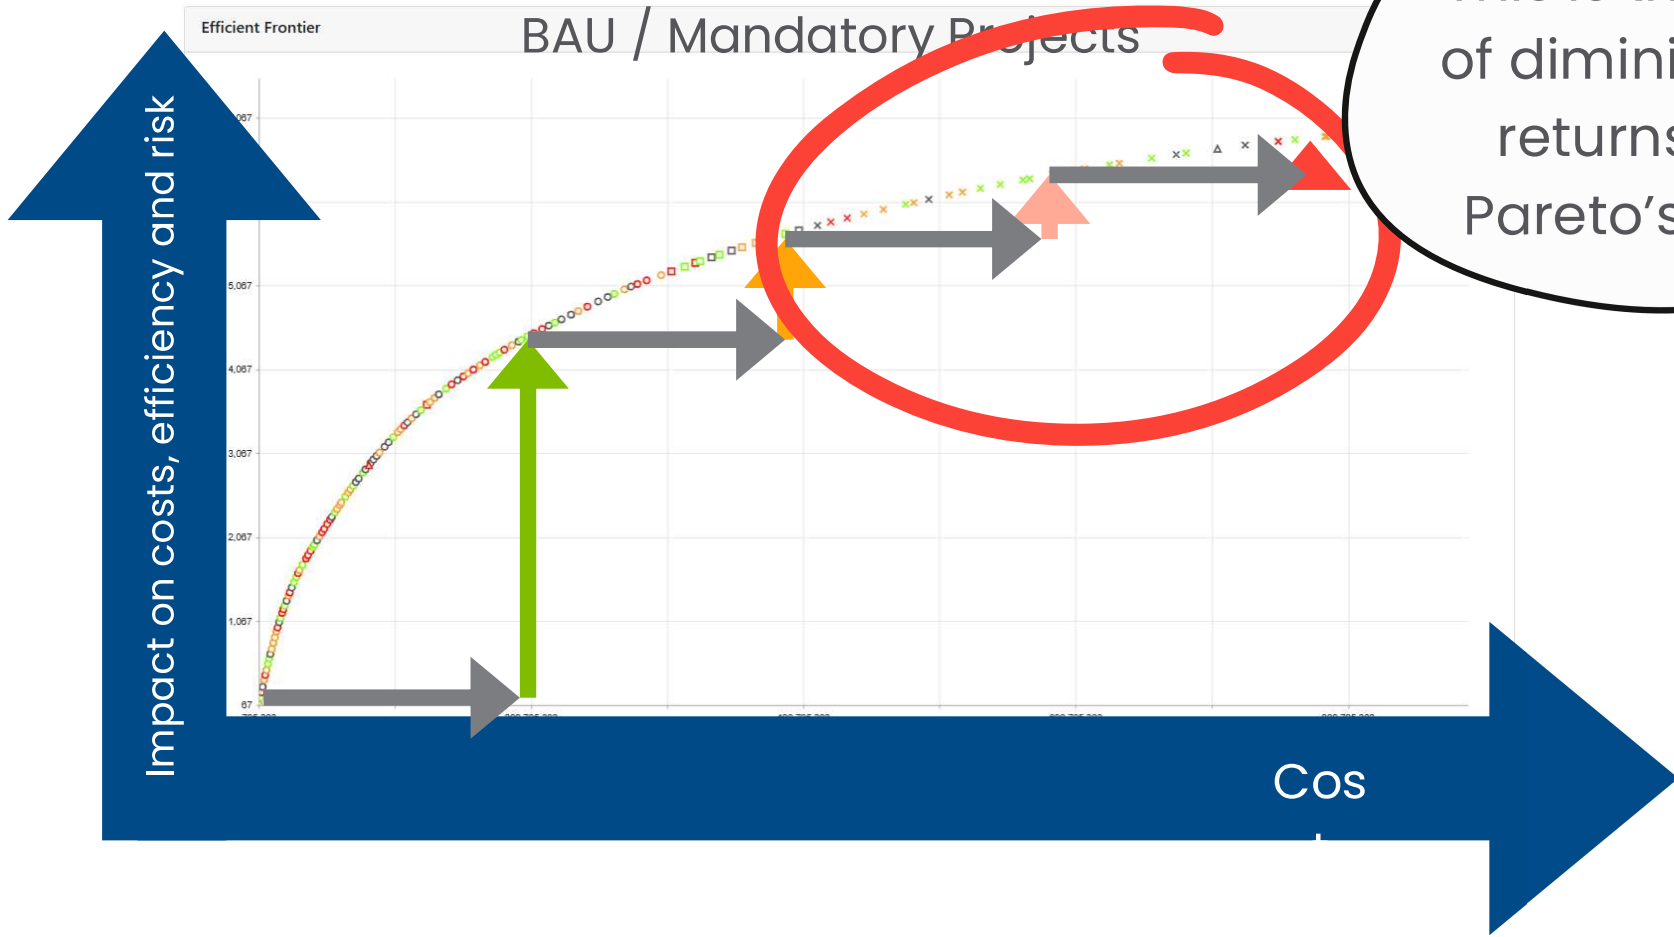 Efficient Frontier
BAU / Mandatory Projects
of
returns
Pareto's
Impact on costs, efficiency and risk
5,067
4,067
3,067
2,067
1,067
67
Cos